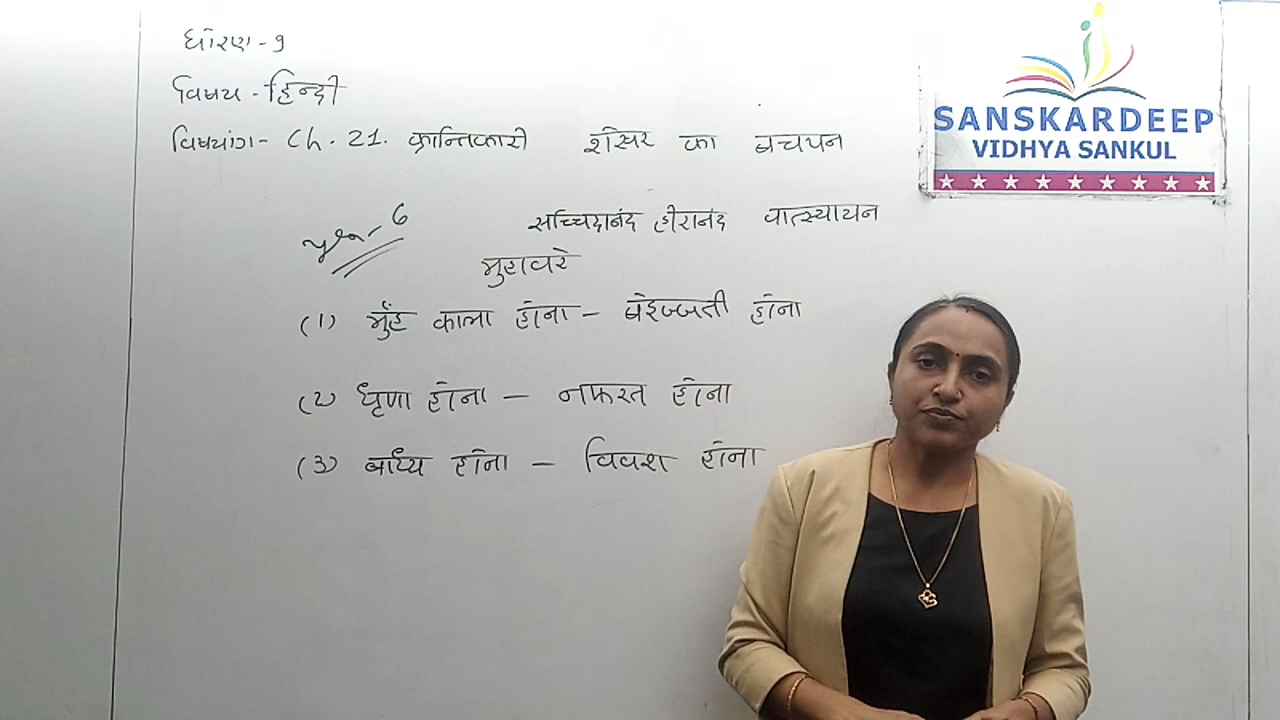 धोरण - 9
विषय - हिन्दी
विषयांग - Ch. 21. क्रान्तिकारी शेखर का बचपन
सच्चिदानंद हीरानंद वात्स्यायन
6
मुहावरे
(1) मुँह काला होना - बेइज्जती होना
(2) घृणा होना - नफरत होना
(3) बाध्य होना - विवश होना
SANSKARDEEP
VIDHYA SANKUL